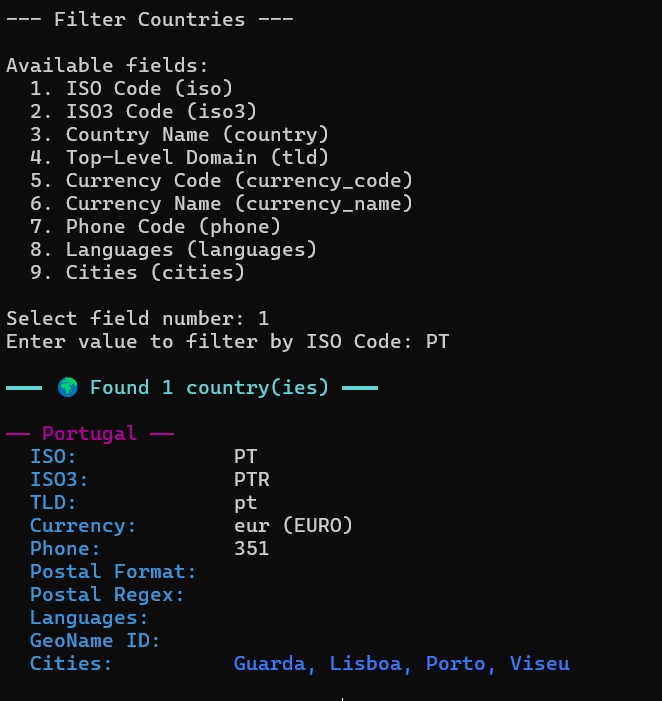 --- Filter Countries ---
Available fields:
1. ISO Code (iso)
2. ISO3 Code (iso3)
3. Country Name (country)
4. Top-Level Domain (tld)
5. Currency Code (currency_code)
6. Currency Name (currency_name)
7. Phone Code (phone)
8. Languages (languages)
9. Cities (cities)
Select field number: 1
Enter value to filter by ISO Code: PT
━━━ 🌍 Found 1 country(ies) ━━━
── Portugal ──
ISO: PT
ISO3: PTR
TLD: pt
Currency: eur (EURO)
Phone: 351
Postal Format:
Postal Regex:
Languages:
GeoName ID:
Cities: Guarda, Lisboa, Porto, Viseu